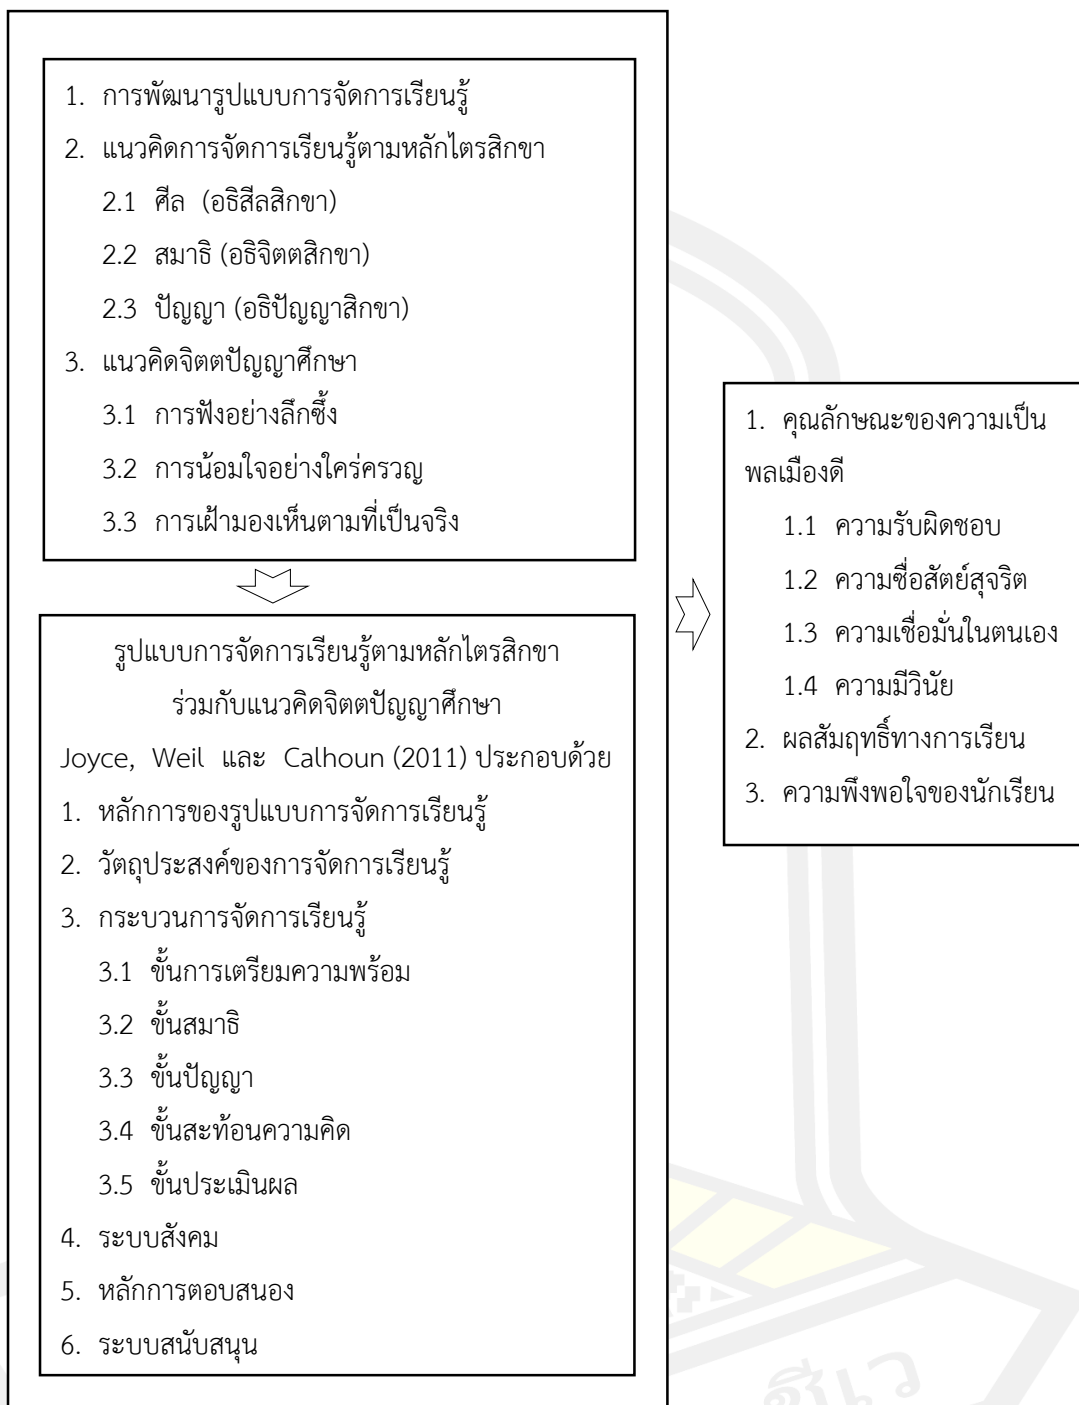 1. การพัฒนารูปแบบการจัดการเรียนรู้
2. แนวคิดการจัดการเรียนรู้ตามหลักไตรสิกขา
2.1 ศีล (อธิสีลสิกขา)
2.2 สมาธิ (อธิจิตตสิกขา)
2.3 ปัญญา (อธิปัญญาสิกขา)
3. แนวคิดจิตตปัญญาศึกษา
3.1 การฟังอย่างลึกซึ้ง
3.2 การน้อมใจอย่างใคร่ครวญ
3.3 การเฝ้ามองเห็นตามที่เป็นจริง
รูปแบบการจัดการเรียนรู้ตามหลักไตรสิกขา
ร่วมกับแนวคิดจิตตปัญญาศึกษา
Joyce, Weil และ Calhoun (2011) ประกอบด้วย
1. หลักการของรูปแบบการจัดการเรียนรู้
2. วัตถุประสงค์ของการจัดการเรียนรู้
3. กระบวนการจัดการเรียนรู้
3.1 ขั้นการเตรียมความพร้อม
3.2 ขั้นสมาธิ
3.3 ขั้นปัญญา
3.4 ขั้นสะท้อนความคิด
3.5 ขั้นประเมินผล
4. ระบบสังคม
5. หลักการตอบสนอง
6. ระบบสนับสนุน
1. คุณลักษณะของความเป็น
พลเมืองดี
1.1 ความรับผิดชอบ
1.2 ความซื่อสัตย์สุจริต
1.3 ความเชื่อมั่นในตนเอง
1.4 ความมีวินัย
2. ผลสัมฤทธิ์ทางการเรียน
3. ความพึงพอใจของนักเรียน
ชีเว